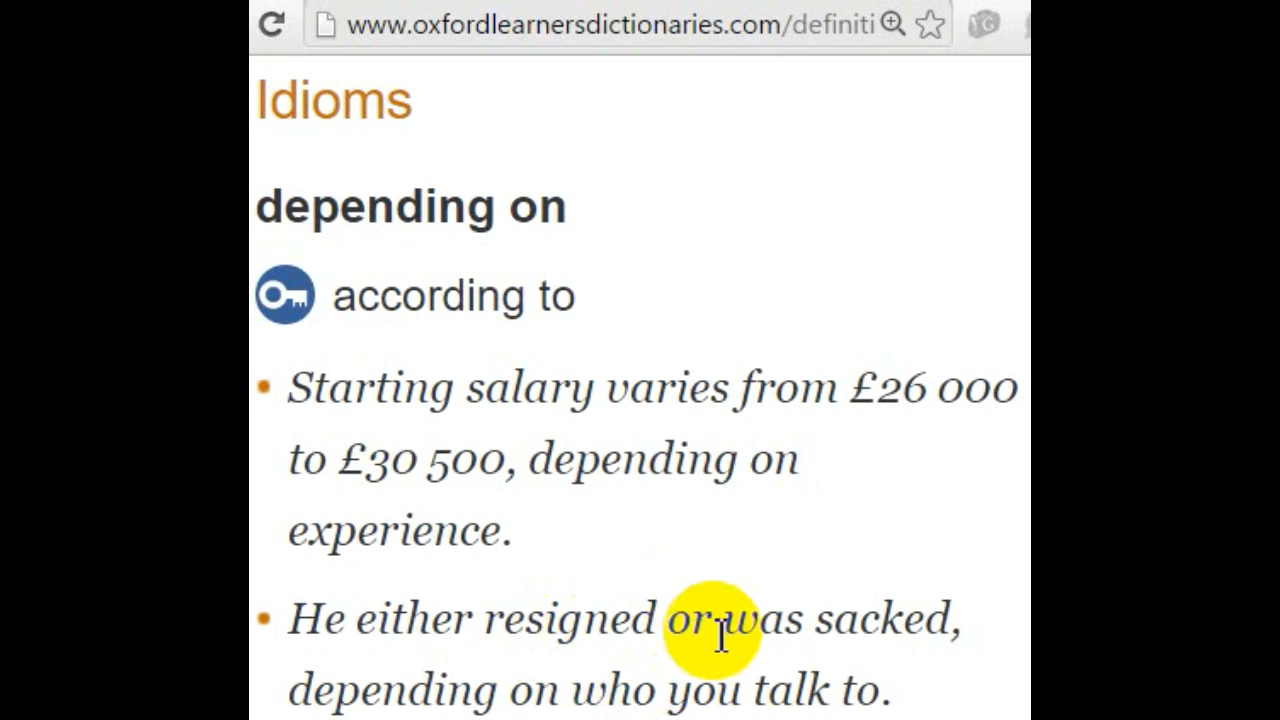 www.oxfordlearnersdictionaries.com/definiti
Idioms
depending on
according to
• Starting salary varies from £26 000
to £30 500, depending on
experience.
• He either resigned or was sacked,
depending on who you talk to.